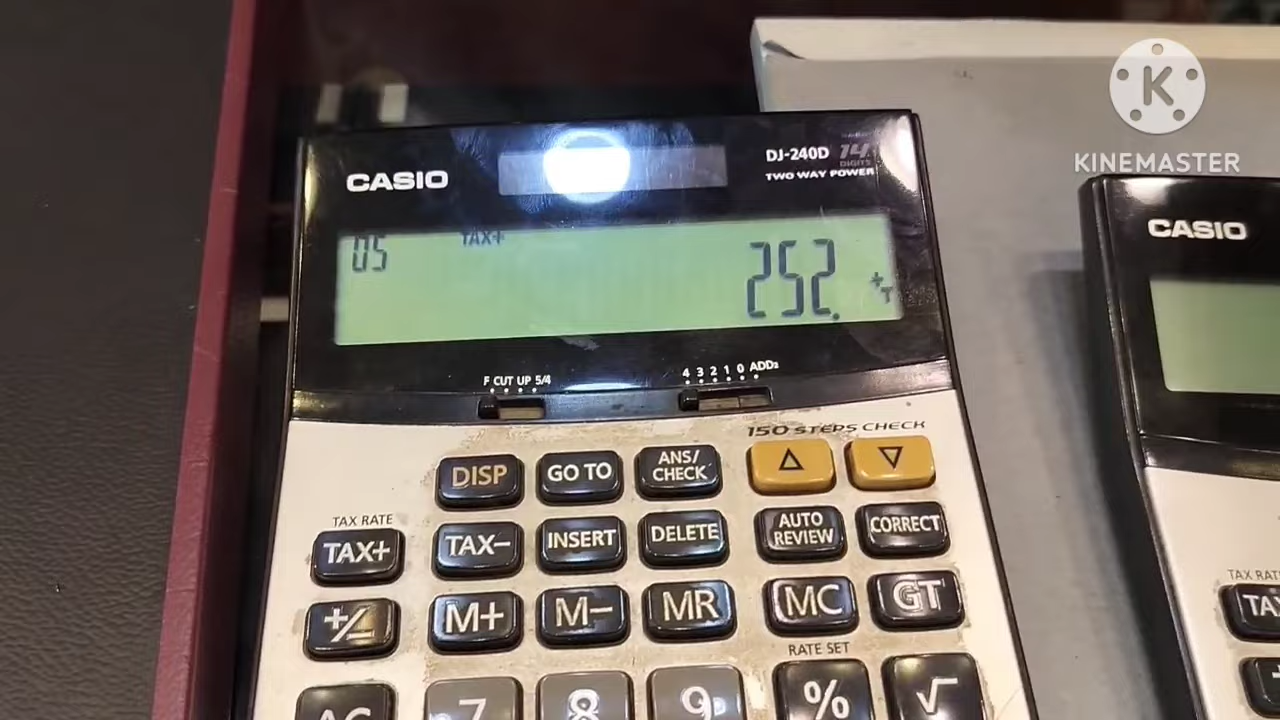 K
KINEMASTER
CASIO
DJ-240D 14 DIGITS
TWO WAY POWER
CASIO
05 TAX+ 252.
F CUT UP 5/4
4 3 2 1 0 ADD₂
150 STEPS CHECK
DISP GO TO ANS/CHECK △ ▽
TAX RATE
TAX+ TAX− INSERT DELETE AUTO REVIEW CORRECT
+/− M+ M− MR MC GT
RATE SET
AC 7 8 9 % √